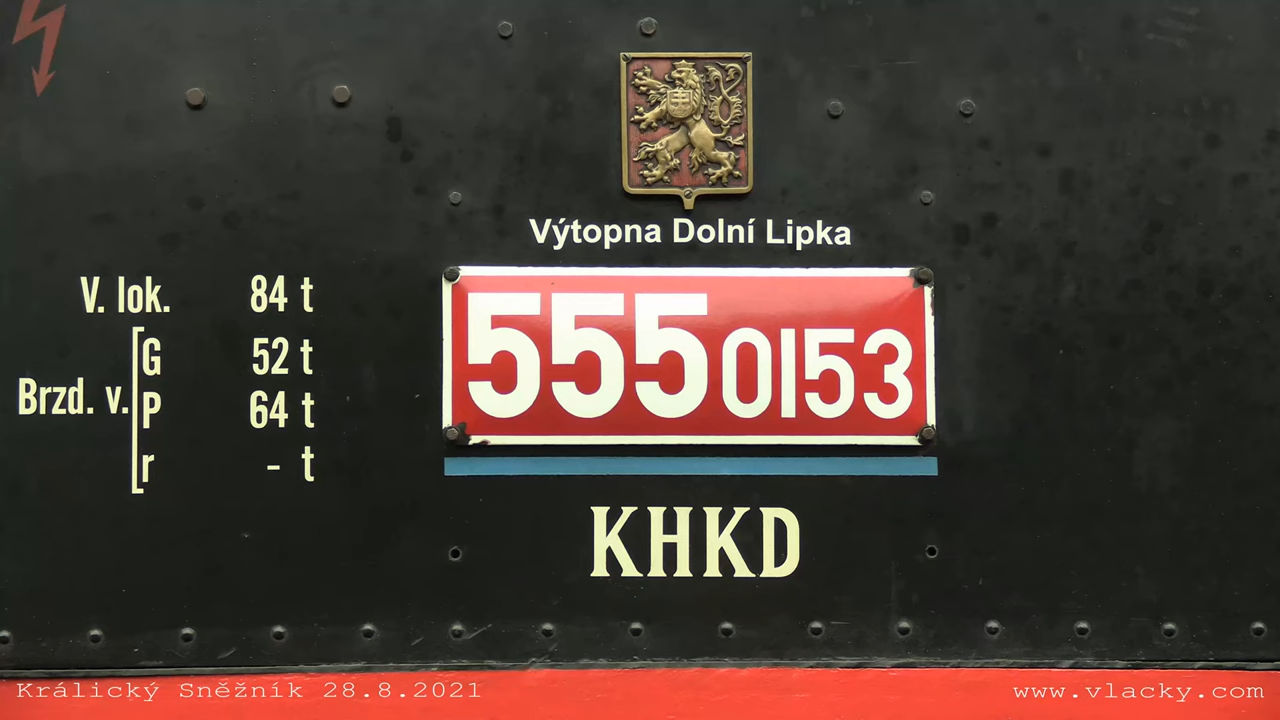 Výtopna Dolní Lipka
V. lok. 84 t
Brzd. v.
G 52 t
P 64 t
r - t
555 0153
KHKD
Králický Sněžník 28.8.2021
www.vlacky.com